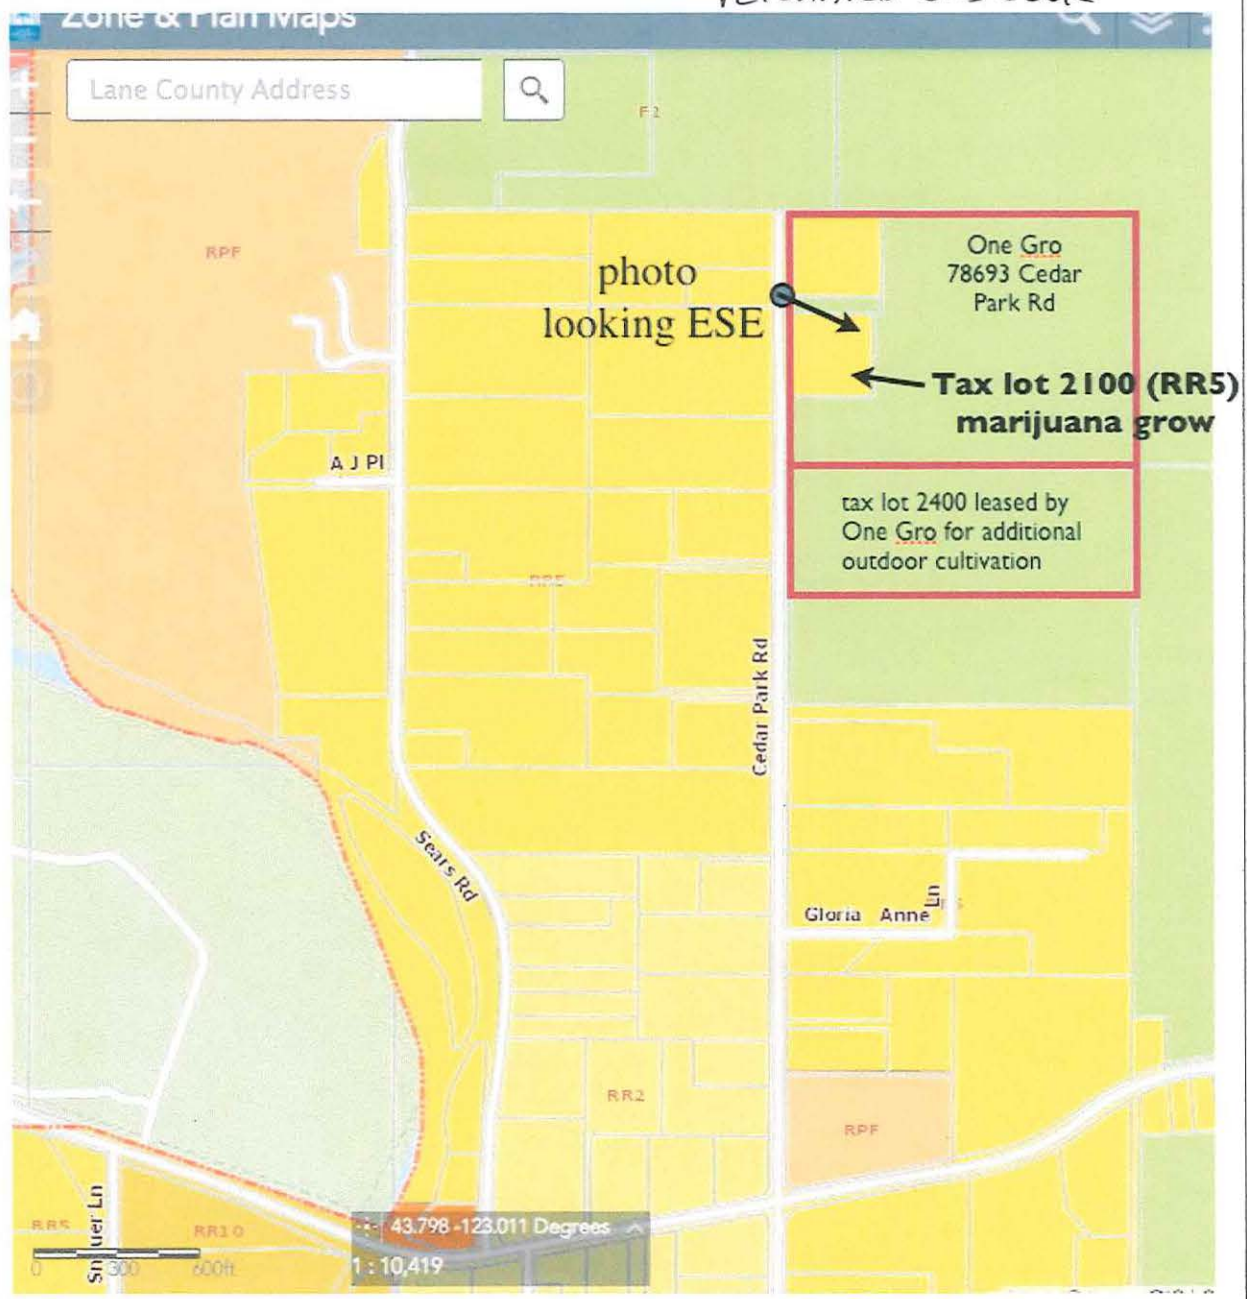 Zone & Plan Maps
Lane County Address
F2
RPF
One Gro
78693 Cedar
Park Rd
photo
looking ESE
Tax lot 2100 (RR5)
marijuana grow
A J Pl
tax lot 2400 leased by
One Gro for additional
outdoor cultivation
RR5
Cedar Park Rd
Sears Rd
Gloria Anne Ln
RR2
RPF
RR5
RR10
43.798 -123.011 Degrees
0 300 600ft
1 : 10,419